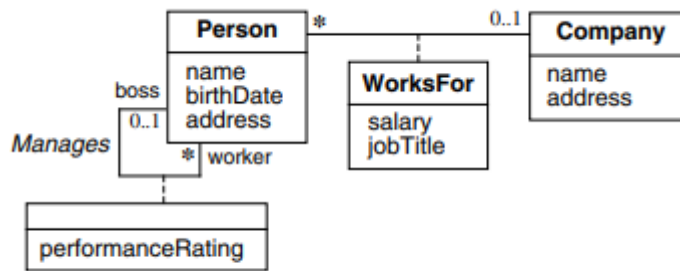 Person
name
birthDate
address
*
0..1
Company
name
address
WorksFor
salary
jobTitle
boss
0..1
Manages
* worker
performanceRating